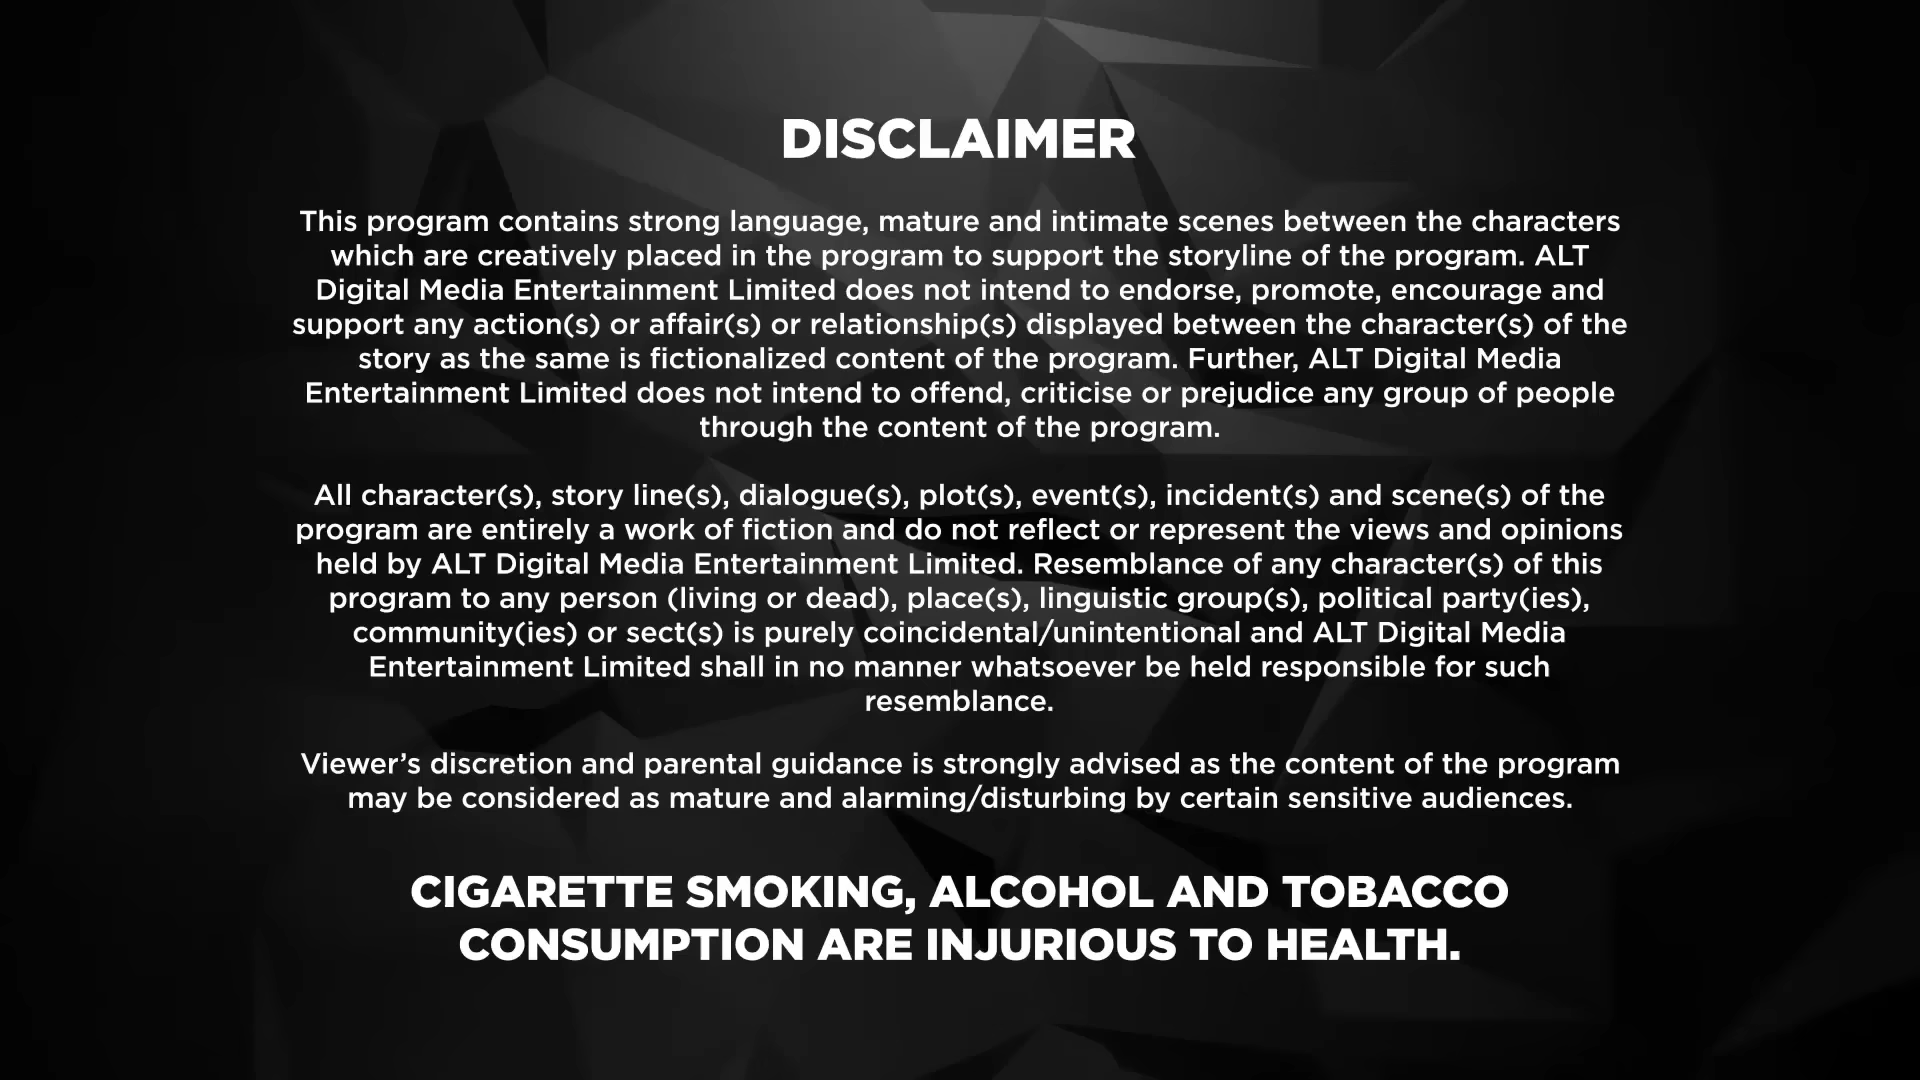 DISCLAIMER
This program contains strong language, mature and intimate scenes between the characters
which are creatively placed in the program to support the storyline of the program. ALT
Digital Media Entertainment Limited does not intend to endorse, promote, encourage and
support any action(s) or affair(s) or relationship(s) displayed between the character(s) of the
story as the same is fictionalized content of the program. Further, ALT Digital Media
Entertainment Limited does not intend to offend, criticise or prejudice any group of people
through the content of the program.
All character(s), story line(s), dialogue(s), plot(s), event(s), incident(s) and scene(s) of the
program are entirely a work of fiction and do not reflect or represent the views and opinions
held by ALT Digital Media Entertainment Limited. Resemblance of any character(s) of this
program to any person (living or dead), place(s), linguistic group(s), political party(ies),
community(ies) or sect(s) is purely coincidental/unintentional and ALT Digital Media
Entertainment Limited shall in no manner whatsoever be held responsible for such
resemblance.
Viewer’s discretion and parental guidance is strongly advised as the content of the program
may be considered as mature and alarming/disturbing by certain sensitive audiences.
CIGARETTE SMOKING, ALCOHOL AND TOBACCO
CONSUMPTION ARE INJURIOUS TO HEALTH.